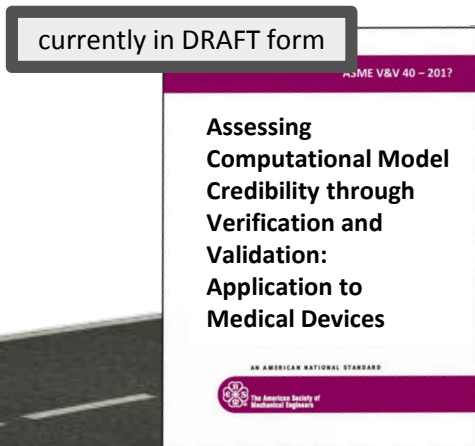 currently in DRAFT form
ASME V&V 40 – 201?
Assessing
Computational Model
Credibility through
Verification and
Validation:
Application to
Medical Devices
AN AMERICAN NATIONAL STANDARD
The American Society of
Mechanical Engineers